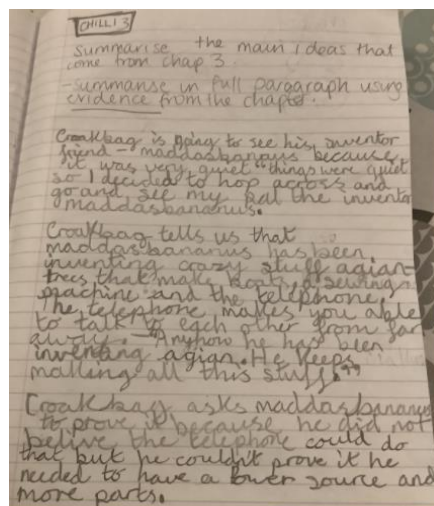 CHILLI 3
Summarise the main ideas that
come from chap 3.
-summarise in full paragraph using
evidence from the chapter.
Croakbag is going to see his inventor
friend - "maddasbananus because
it was very quiet "things were quiet
so I decided to hop across and
go and see my pal the inventor
maddasbananus.
Croakbag tells us that
maddasbananus has been
inventing crazy stuff agian-
trees that make boats, a sewing
machine and the telephone,
The telephone makes you able
to talk to each other from far
away. - "Anyhow he has been
inventing agian. He keeps
making all this stuff."
Croakbag asks maddasbananus
to prove it because he did not
belive the telephone could do
that but he couldn't prove it he
needed to have a power source and
more parts.